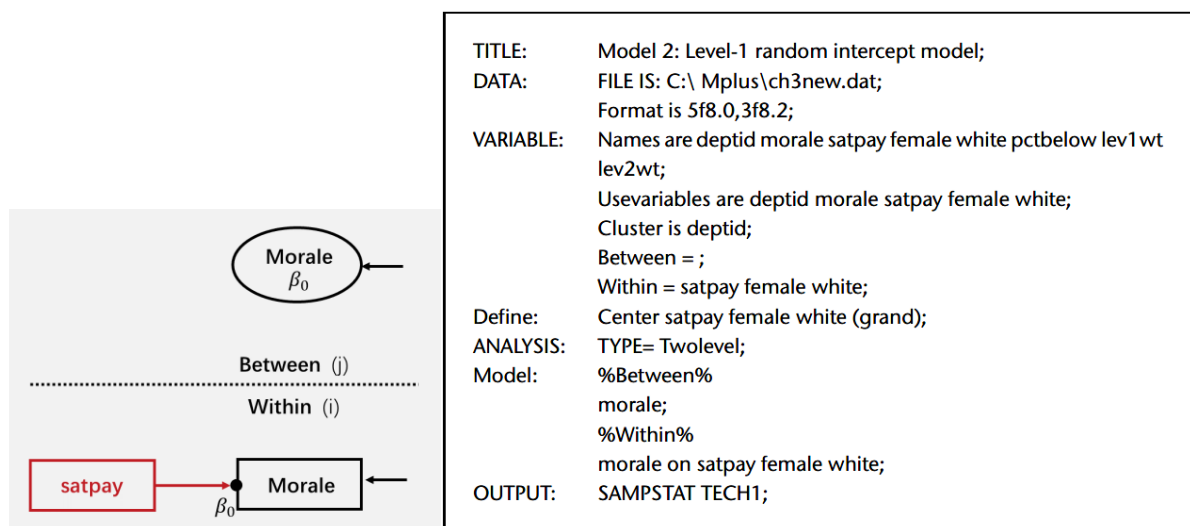 Morale
β₀
Between (j)
Within (i)
satpay
Morale
β₀
TITLE: Model 2: Level-1 random intercept model;
DATA: FILE IS: C:\ Mplus\ch3new.dat;
Format is 5f8.0,3f8.2;
VARIABLE: Names are deptid morale satpay female white pctbelow lev1wt
lev2wt;
Usevariables are deptid morale satpay female white;
Cluster is deptid;
Between = ;
Within = satpay female white;
Define: Center satpay female white (grand);
ANALYSIS: TYPE= Twolevel;
Model: %Between%
morale;
%Within%
morale on satpay female white;
OUTPUT: SAMPSTAT TECH1;